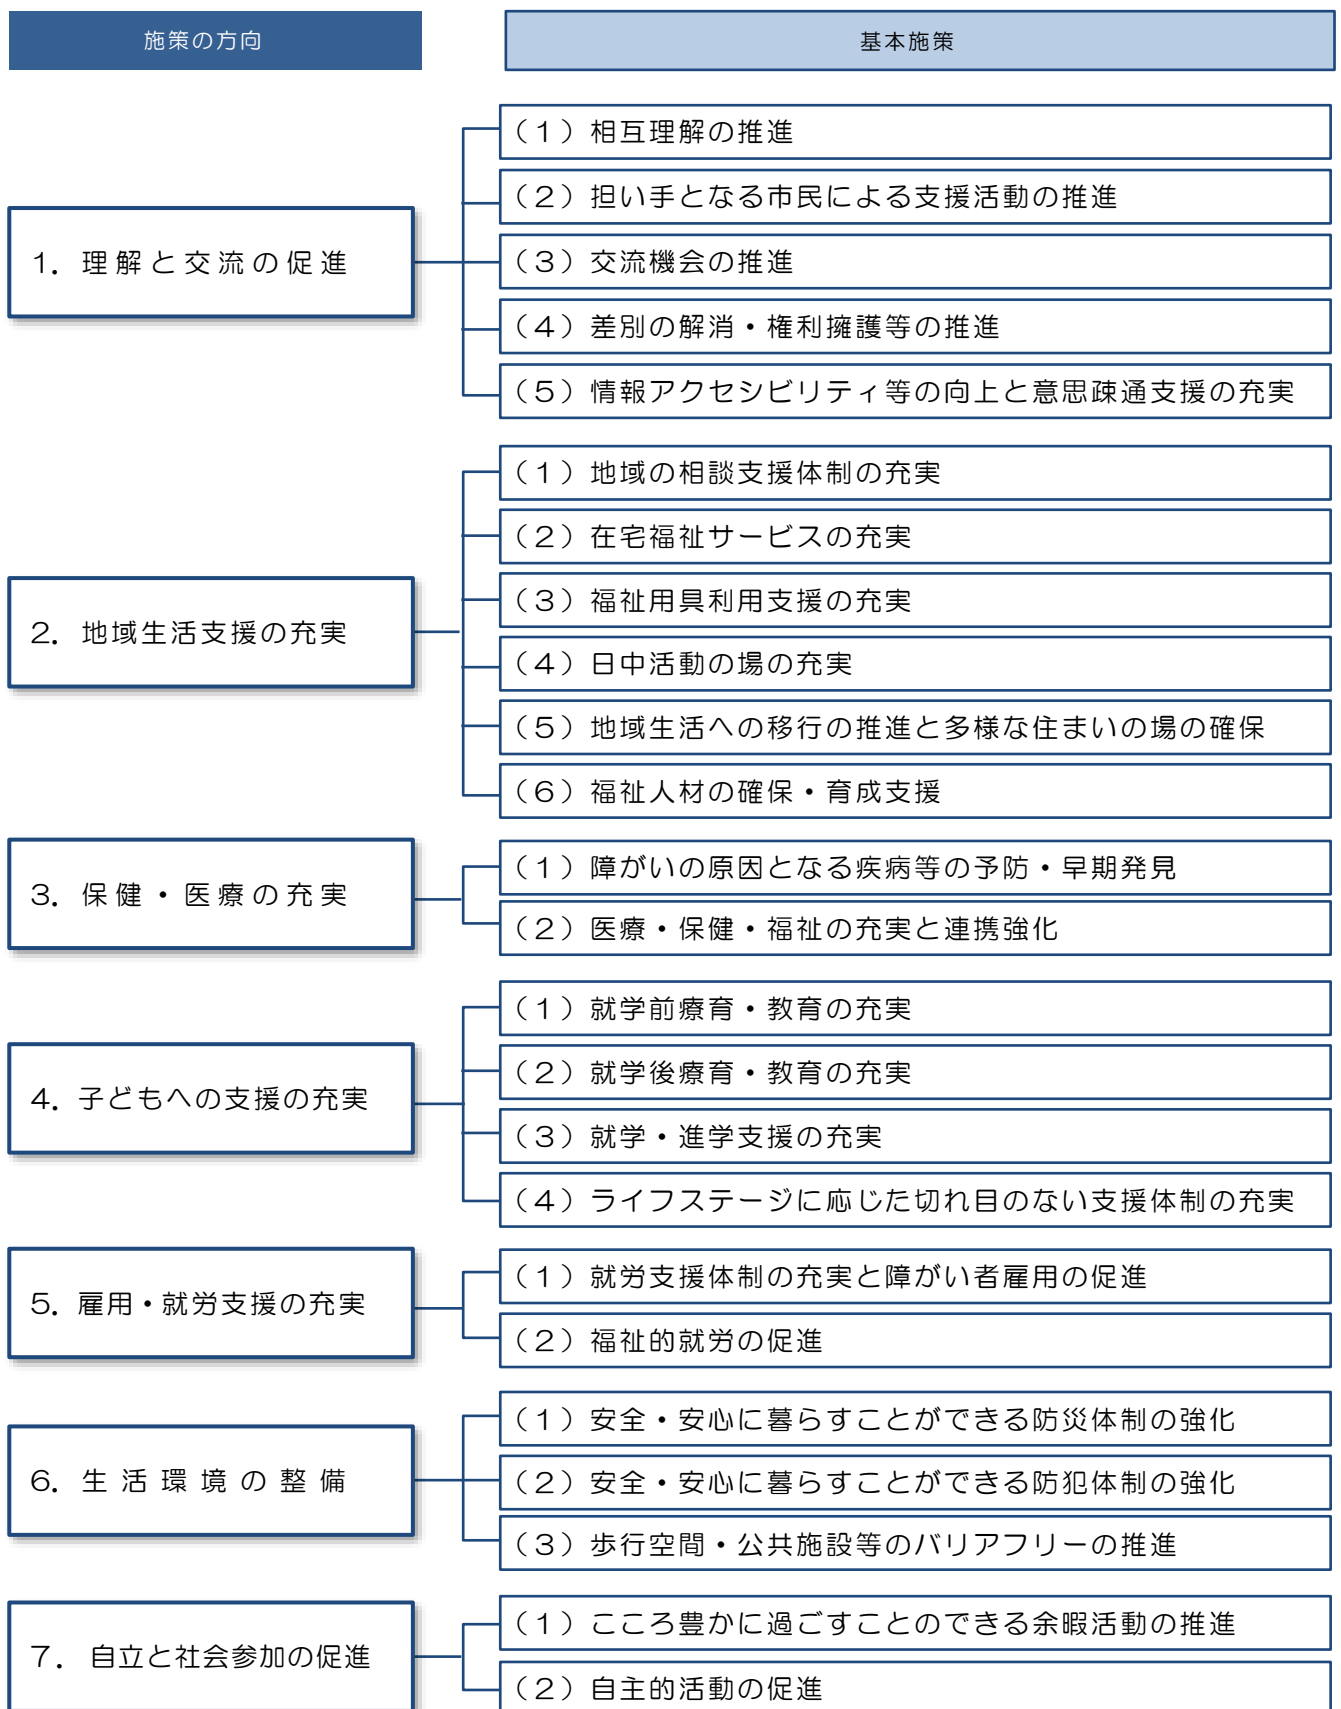 施策の方向
基本施策
1. 理解と交流の促進
(1)相互理解の推進
(2)担い手となる市民による支援活動の推進
(3)交流機会の推進
(4)差別の解消・権利擁護等の推進
(5)情報アクセシビリティ等の向上と意思疎通支援の充実
2. 地域生活支援の充実
(1)地域の相談支援体制の充実
(2)在宅福祉サービスの充実
(3)福祉用具利用支援の充実
(4)日中活動の場の充実
(5)地域生活への移行の推進と多様な住まいの場の確保
(6)福祉人材の確保・育成支援
3. 保健・医療の充実
(1)障がいの原因となる疾病等の予防・早期発見
(2)医療・保健・福祉の充実と連携強化
4. 子どもへの支援の充実
(1)就学前療育・教育の充実
(2)就学後療育・教育の充実
(3)就学・進学支援の充実
(4)ライフステージに応じた切れ目のない支援体制の充実
5. 雇用・就労支援の充実
(1)就労支援体制の充実と障がい者雇用の促進
(2)福祉的就労の促進
6. 生活環境の整備
(1)安全・安心に暮らすことができる防災体制の強化
(2)安全・安心に暮らすことができる防犯体制の強化
(3)歩行空間・公共施設等のバリアフリーの推進
7. 自立と社会参加の促進
(1)こころ豊かに過ごすことのできる余暇活動の推進
(2)自主的活動の促進